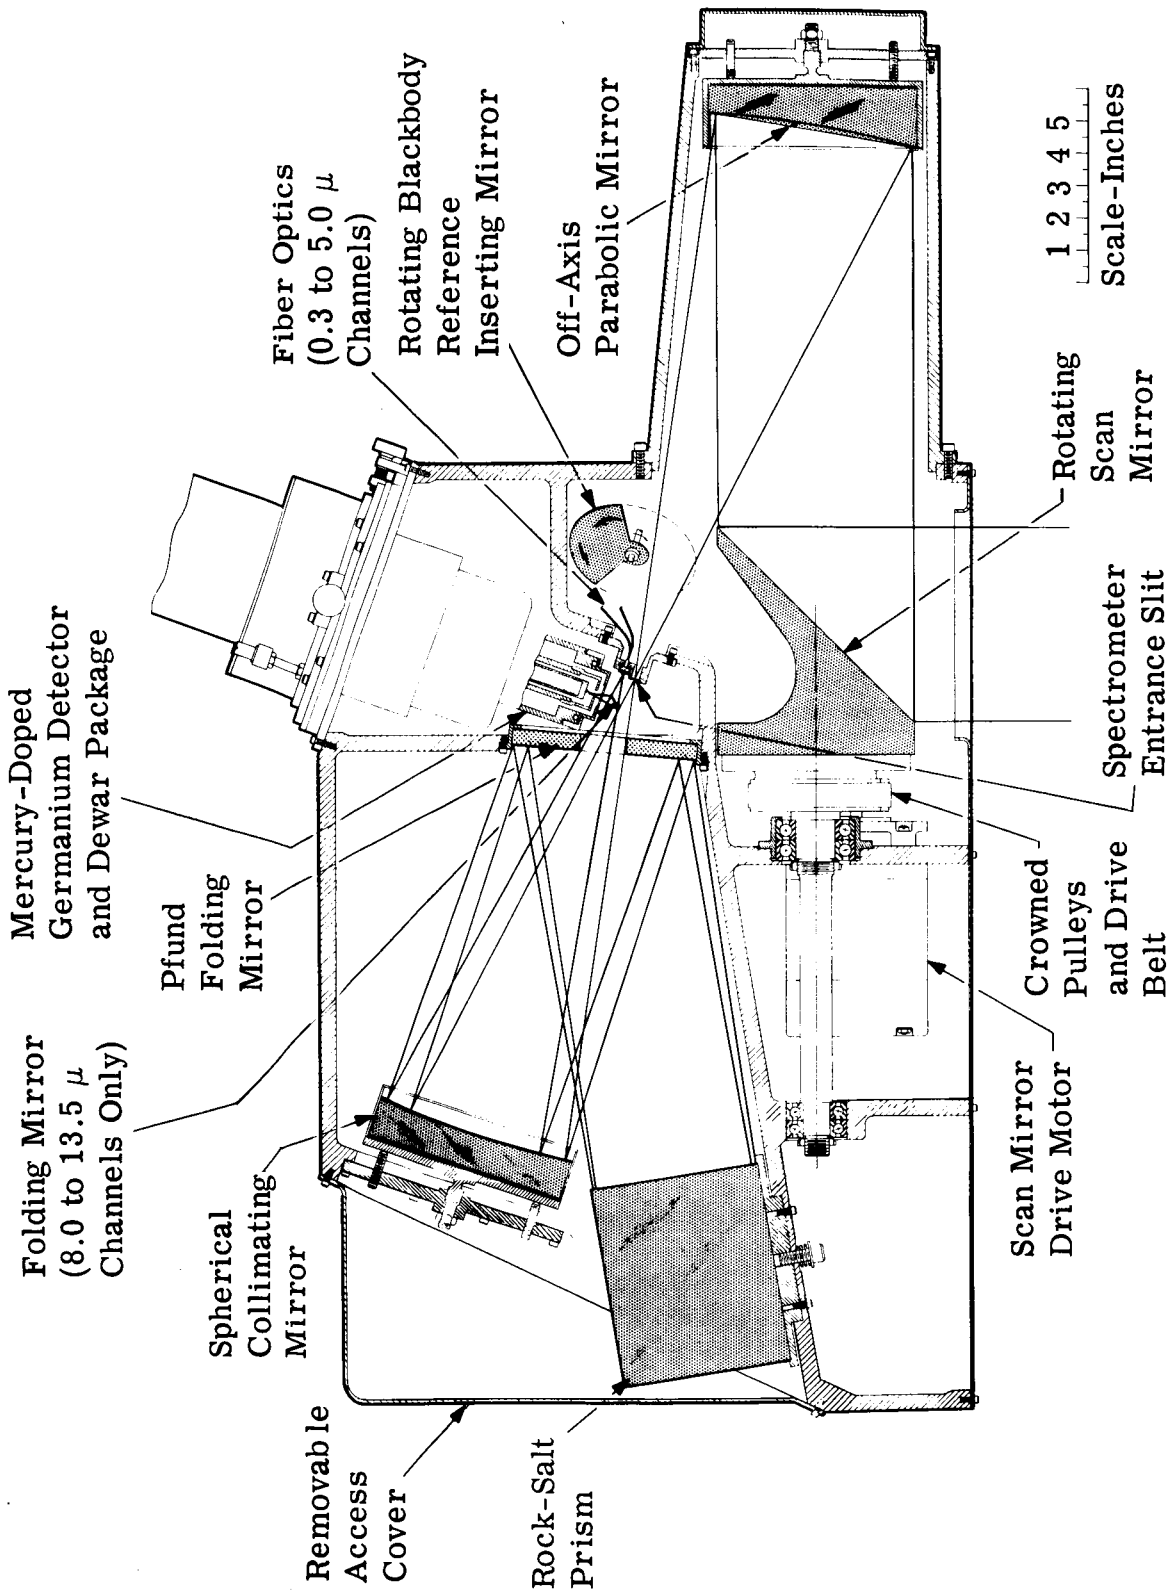 Folding Mirror
(8.0 to 13.5 μ
Channels Only)
Mercury-Doped
Germanium Detector
and Dewar Package
Pfund
Folding
Mirror
Spherical
Collimating
Mirror
Removable
Access
Cover
Rock-Salt
Prism
Fiber Optics
(0.3 to 5.0 μ
Channels)
Rotating Blackbody
Reference
Inserting Mirror
Off-Axis
Parabolic Mirror
1 2 3 4 5
Scale-Inches
Rotating
Scan
Mirror
Spectrometer
Entrance Slit
Crowned
Pulleys
and Drive
Belt
Scan Mirror
Drive Motor